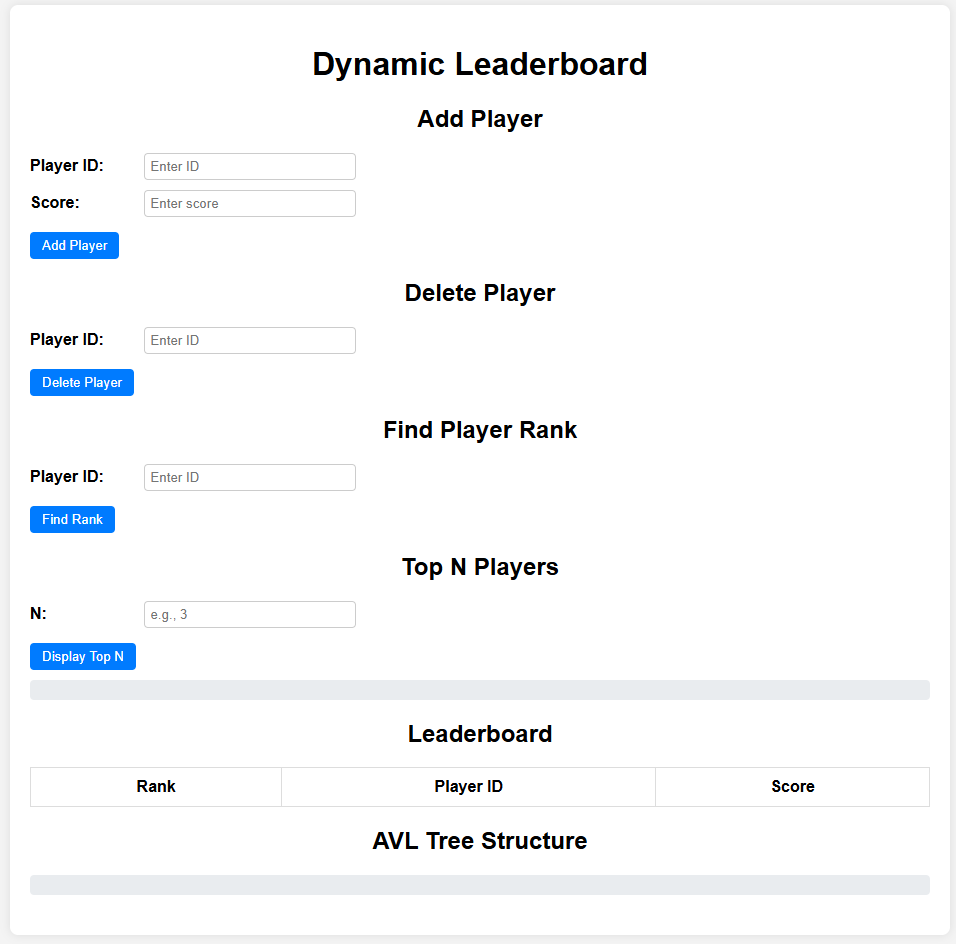 Dynamic Leaderboard
Add Player
Player ID: Enter ID
Score: Enter score
Add Player
Delete Player
Player ID: Enter ID
Delete Player
Find Player Rank
Player ID: Enter ID
Find Rank
Top N Players
N: e.g., 3
Display Top N
Leaderboard
Rank Player ID Score
AVL Tree Structure